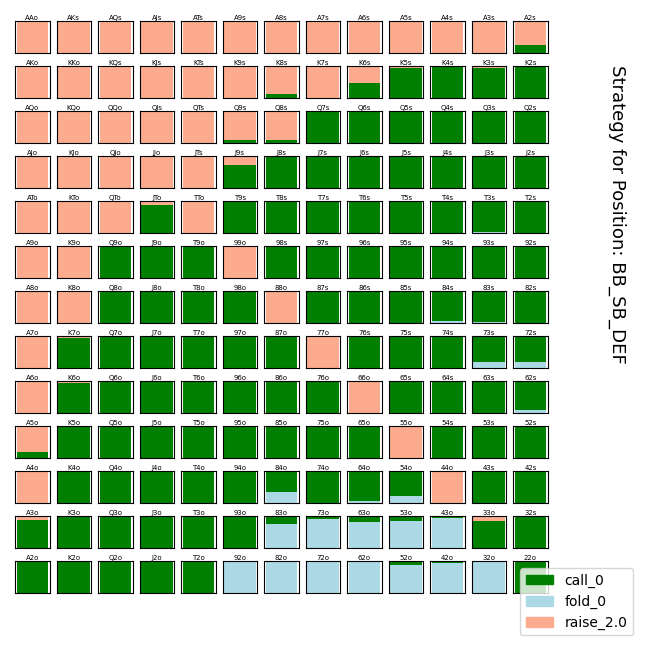 AAo AKs AQs AJs ATs A9s A8s A7s A6s A5s A4s A3s A2s
AKo KKo KQs KJs KTs K9s K8s K7s K6s K5s K4s K3s K2s
AQo KQo QQo QJs QTs Q9s Q8s Q7s Q6s Q5s Q4s Q3s Q2s
AJo KJo QJo JJo JTs J9s J8s J7s J6s J5s J4s J3s J2s
ATo KTo QTo JTo TTo T9s T8s T7s T6s T5s T4s T3s T2s
A9o K9o Q9o J9o T9o 99o 98s 97s 96s 95s 94s 93s 92s
A8o K8o Q8o J8o T8o 98o 88o 87s 86s 85s 84s 83s 82s
A7o K7o Q7o J7o T7o 97o 87o 77o 76s 75s 74s 73s 72s
A6o K6o Q6o J6o T6o 96o 86o 76o 66o 65s 64s 63s 62s
A5o K5o Q5o J5o T5o 95o 85o 75o 65o 55o 54s 53s 52s
A4o K4o Q4o J4o T4o 94o 84o 74o 64o 54o 44o 43s 42s
A3o K3o Q3o J3o T3o 93o 83o 73o 63o 53o 43o 33o 32s
A2o K2o Q2o J2o T2o 92o 82o 72o 62o 52o 42o 32o 22o
Strategy for Position: BB_SB_DEF
call_0
fold_0
raise_2.0